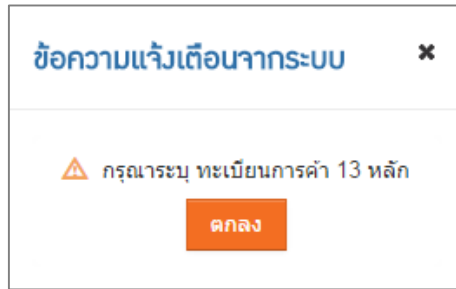 ข้อความแจ้งเตือนจากระบบ
กรุณาระบุ ทะเบียนการค้า 13 หลัก
ตกลง